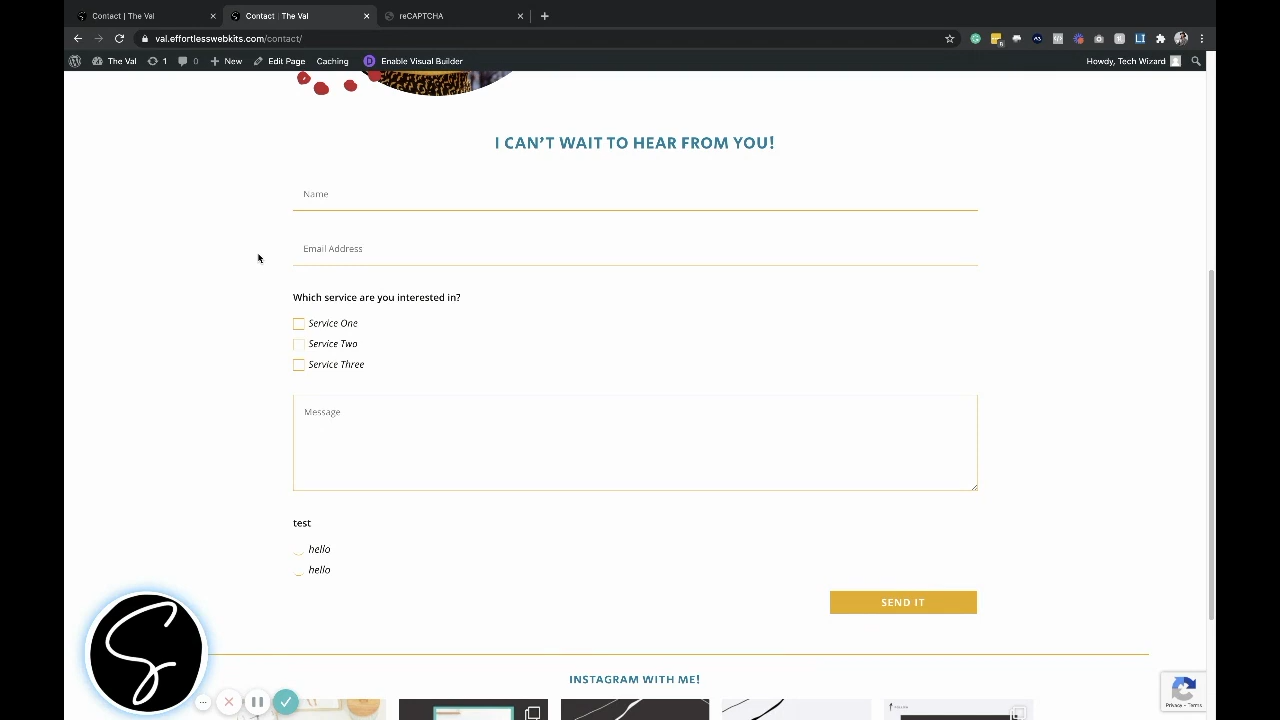 Contact | The Val
Contact | The Val
reCAPTCHA
val.effortlesswebkits.com/contact/
The Val
1
0
New
Edit Page
Caching
D
Enable Visual Builder
Howdy, Tech Wizard
I CAN'T WAIT TO HEAR FROM YOU!
Name
Email Address
Which service are you interested in?
Service One
Service Two
Service Three
Message
test
hello
hello
SEND IT
INSTAGRAM WITH ME!
Privacy - Terms